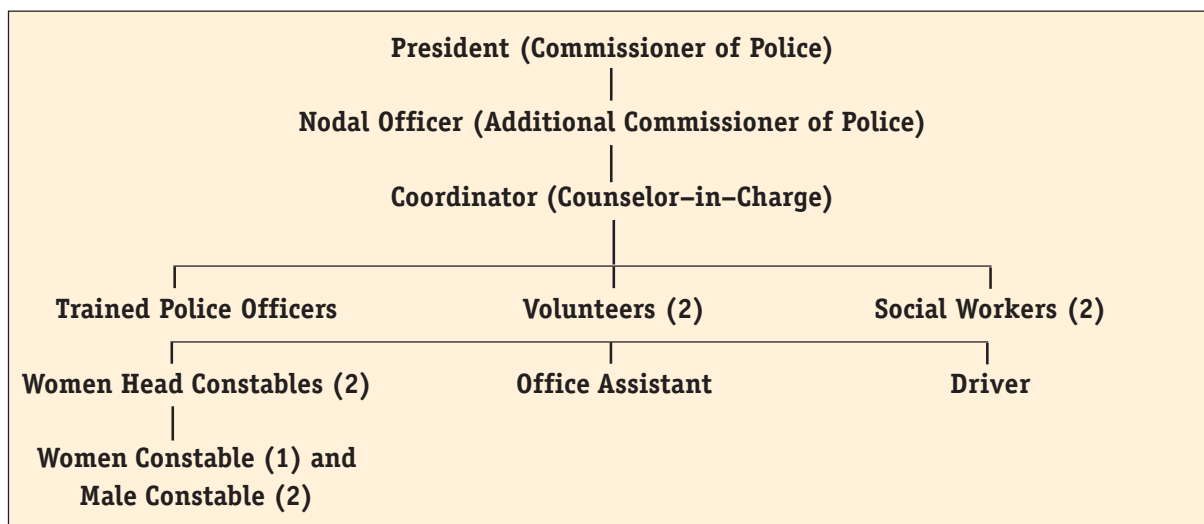 President (Commissioner of Police)
Nodal Officer (Additional Commissioner of Police)
Coordinator (Counselor–in–Charge)
Trained Police Officers
Volunteers (2)
Social Workers (2)
Women Head Constables (2)
Office Assistant
Driver
Women Constable (1) and
Male Constable (2)